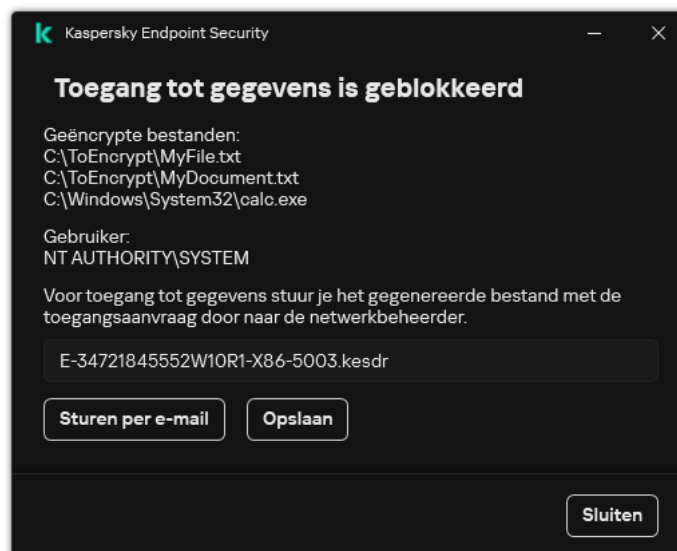 Kaspersky Endpoint Security
Toegang tot gegevens is geblokkeerd
Geëncrypte bestanden:
C:\ToEncrypt\MyFile.txt
C:\ToEncrypt\MyDocument.txt
C:\Windows\System32\calc.exe
Gebruiker:
NT AUTHORITY\SYSTEM
Voor toegang tot gegevens stuur je het gegenereerde bestand met de
toegangsaanvraag door naar de netwerkbeheerder.
E-34721845552W10R1-X86-5003.kesdr
Sturen per e-mail
Opslaan
Sluiten